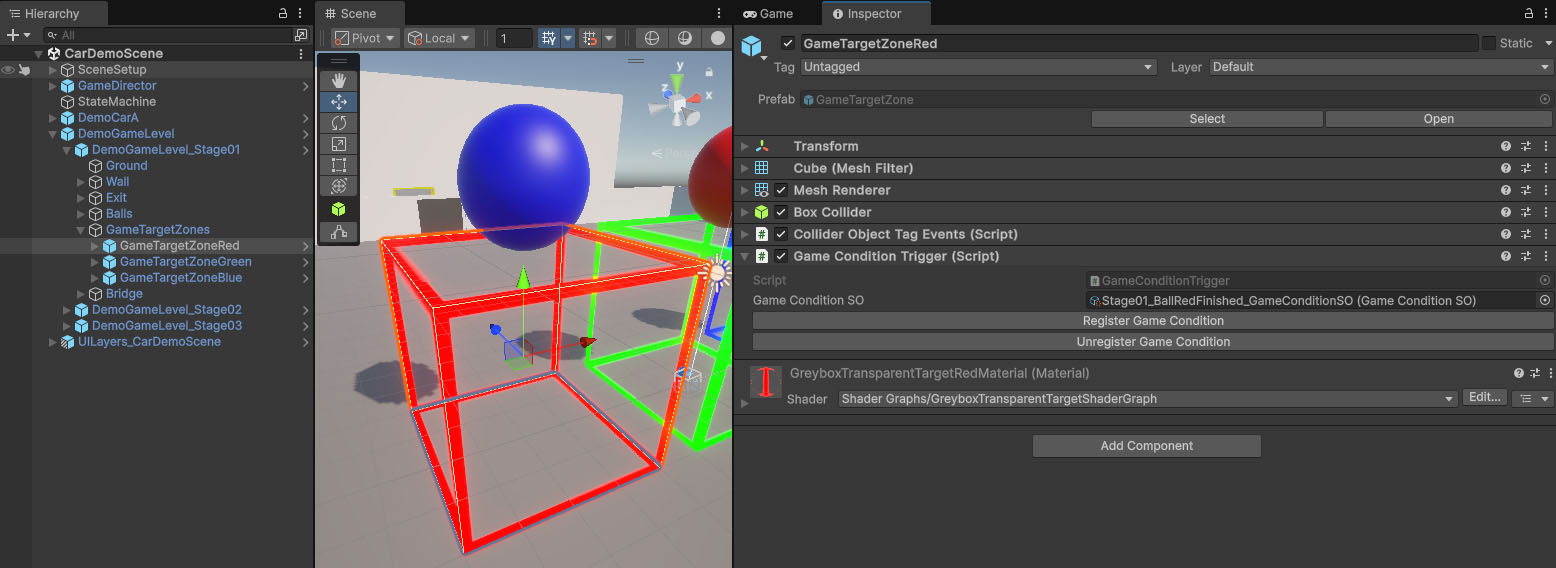 Hierarchy
All
CarDemoScene
SceneSetup
GameDirector
StateMachine
DemoCarA
DemoGameLevel
DemoGameLevel_Stage01
Ground
Wall
Exit
Balls
GameTargetZones
GameTargetZoneRed
GameTargetZoneGreen
GameTargetZoneBlue
Bridge
DemoGameLevel_Stage02
DemoGameLevel_Stage03
UILayers_CarDemoScene
Scene
Pivot Local 1
y
z x
Persp
Game Inspector
GameTargetZoneRed Static
Tag Untagged Layer Default
Prefab GameTargetZone
Select Open
Transform
Cube (Mesh Filter)
Mesh Renderer
Box Collider
# Collider Object Tag Events (Script)
# Game Condition Trigger (Script)
Script GameConditionTrigger
Game Condition SO Stage01_BallRedFinished_GameConditionSO (Game Condition SO)
Register Game Condition
Unregister Game Condition
GreyboxTransparentTargetRedMaterial (Material)
Shader Shader Graphs/GreyboxTransparentTargetShaderGraph Edit...
Add Component